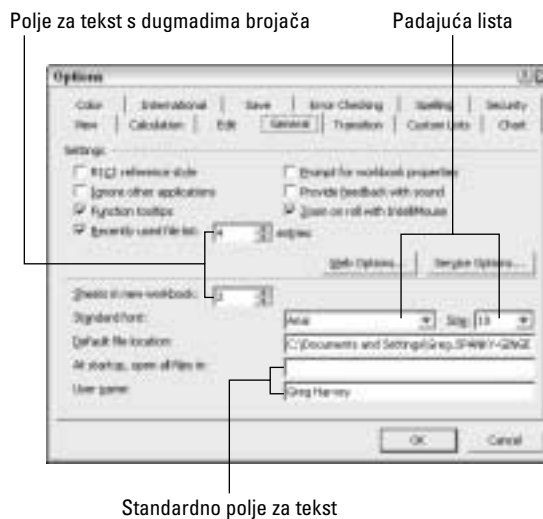 Polje za tekst s dugmadima brojača
Padajuća lista
Options
Color International Save Error Checking Spelling Security
View Calculation Edit General Transition Custom Lists Chart
Settings
R1C1 reference style
Prompt for workbook properties
Ignore other applications
Provide feedback with sound
Function tooltips
Zoom on roll with IntelliMouse
Recently used file list: 4 entries
Web Options... Service Options...
Sheets in new workbook: 3
Standard font: Arial Size: 10
Default file location: C:\Documents and Settings\Greg.
At startup, open all files in:
User name: Greg Harvey
OK Cancel
Standardno polje za tekst